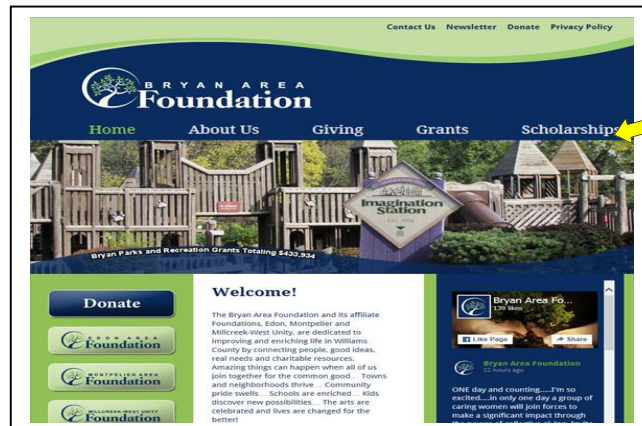 Contact Us Newsletter Donate Privacy Policy
BRYAN AREA
Foundation
Home About Us Giving Grants Scholarships
Imagination
Station
Bryan Parks and Recreation Grants Totaling $433,934
Donate
EDON AREA
Foundation
MONTPELIER AREA
Foundation
MILLCREEK-WEST UNITY
Foundation
Welcome!
The Bryan Area Foundation and its affiliate
Foundations, Edon, Montpelier and
Millcreek-West Unity, are dedicated to
improving and enriching life in Williams
County by connecting people, good ideas,
real needs and charitable resources.
Amazing things can happen when all of us
join together for the common good... Towns
and neighborhoods thrive... Community
pride swells... Schools are enriched... Kids
discover new possibilities... The arts are
celebrated and lives are changed for the
better!
Bryan Area Fo...
139 likes
Like Page Share
Bryan Area Foundation
22 hours ago
ONE day and counting.....I'm so
excited....in only one day a group of
caring women will join forces to
make a significant impact through